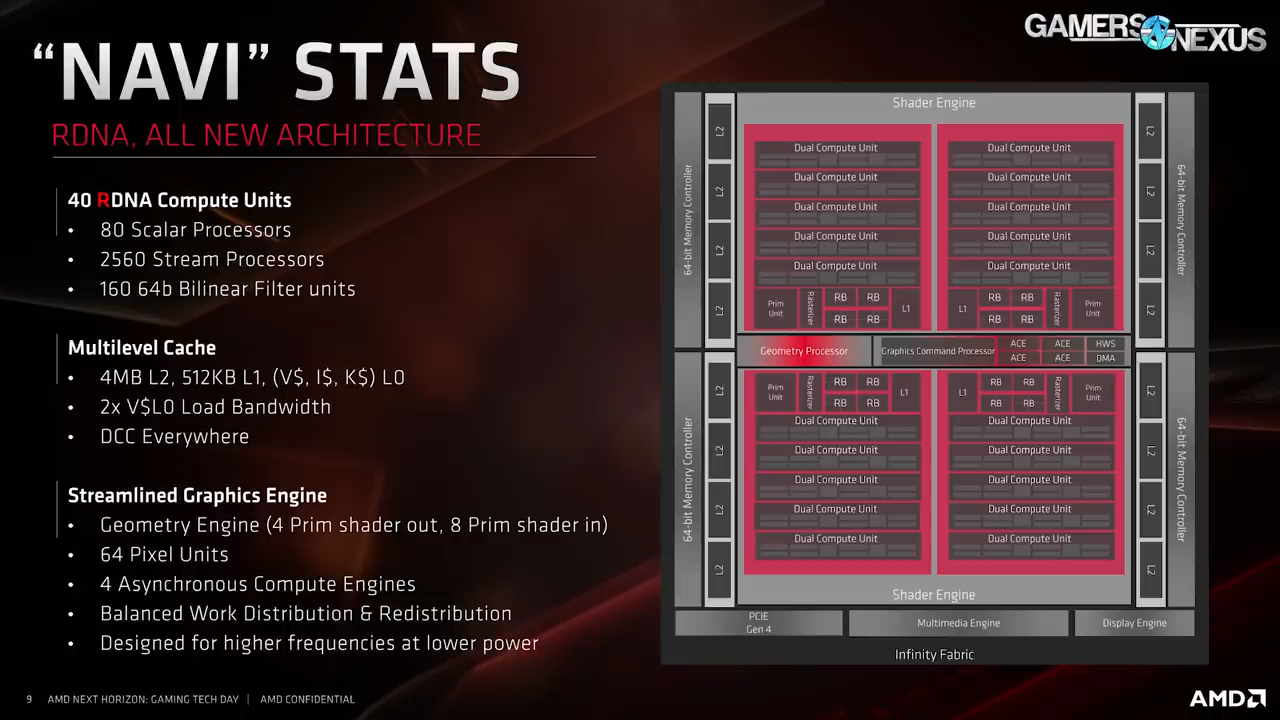 GAMERS NEXUS
“NAVI” STATS
RDNA, ALL NEW ARCHITECTURE
40 RDNA Compute Units
• 80 Scalar Processors
• 2560 Stream Processors
• 160 64b Bilinear Filter units
Multilevel Cache
• 4MB L2, 512KB L1, (V$, I$, K$) L0
• 2x V$L0 Load Bandwidth
• DCC Everywhere
Streamlined Graphics Engine
• Geometry Engine (4 Prim shader out, 8 Prim shader in)
• 64 Pixel Units
• 4 Asynchronous Compute Engines
• Balanced Work Distribution & Redistribution
• Designed for higher frequencies at lower power
Shader Engine
64-bit Memory Controller
L2
L2
L2
L2
Dual Compute Unit
Dual Compute Unit
Dual Compute Unit
Dual Compute Unit
Dual Compute Unit
Prim Unit
Rasterizer
RB RB
RB RB
L1
Dual Compute Unit
Dual Compute Unit
Dual Compute Unit
Dual Compute Unit
Dual Compute Unit
L1
RB RB
RB RB
Rasterizer
Prim Unit
L2
L2
L2
L2
64-bit Memory Controller
Geometry Processor
Graphics Command Processor
ACE ACE HWS
ACE ACE DMA
64-bit Memory Controller
L2
L2
L2
L2
Prim Unit
Rasterizer
RB RB
RB RB
L1
Dual Compute Unit
Dual Compute Unit
Dual Compute Unit
Dual Compute Unit
Dual Compute Unit
L1
RB RB
RB RB
Rasterizer
Prim Unit
Dual Compute Unit
Dual Compute Unit
Dual Compute Unit
Dual Compute Unit
Dual Compute Unit
L2
L2
L2
L2
64-bit Memory Controller
Shader Engine
PCIE Gen 4
Multimedia Engine
Display Engine
Infinity Fabric
9 AMD NEXT HORIZON: GAMING TECH DAY | AMD CONFIDENTIAL
AMD